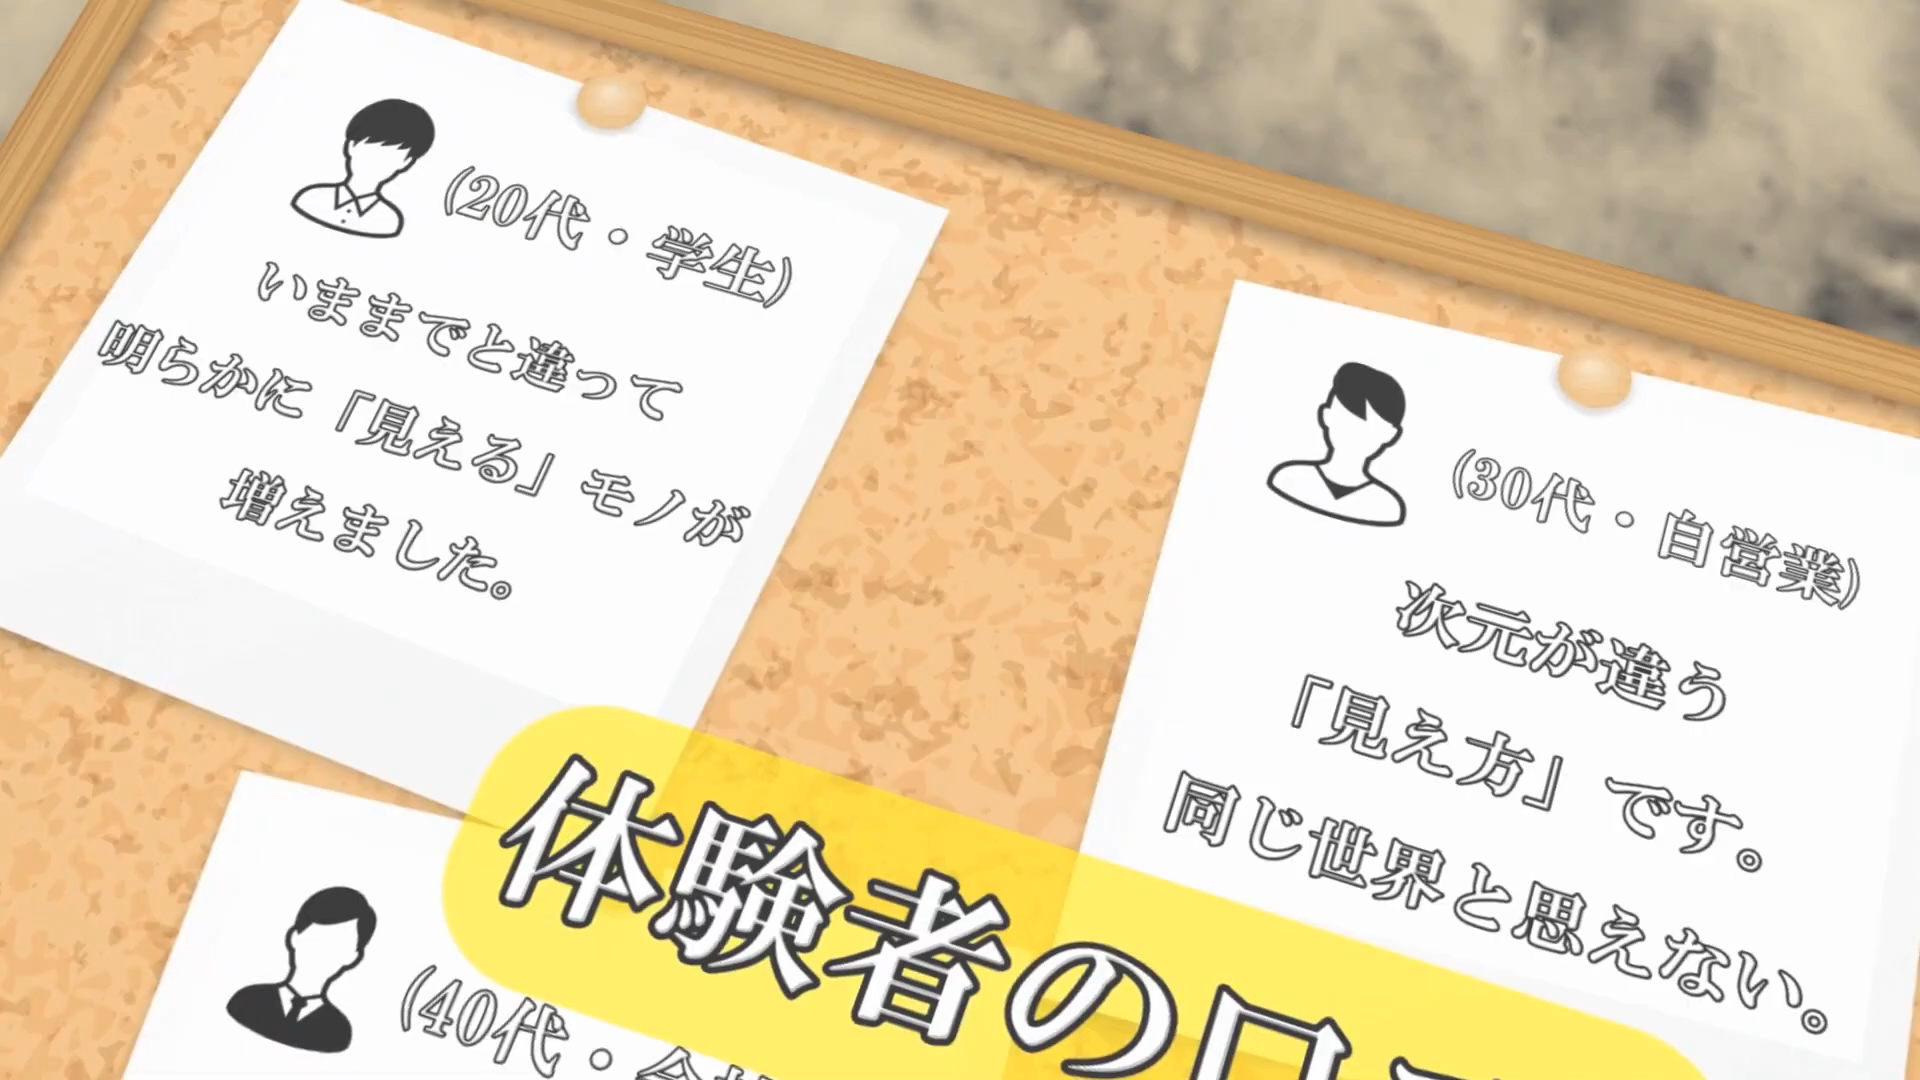 (20代・学生)
いままでと違って
明らかに「見える」モノが
増えました。
(30代・自営業)
次元が違う
「見え方」です。
同じ世界と思えない。
体験者の口
(40代・会